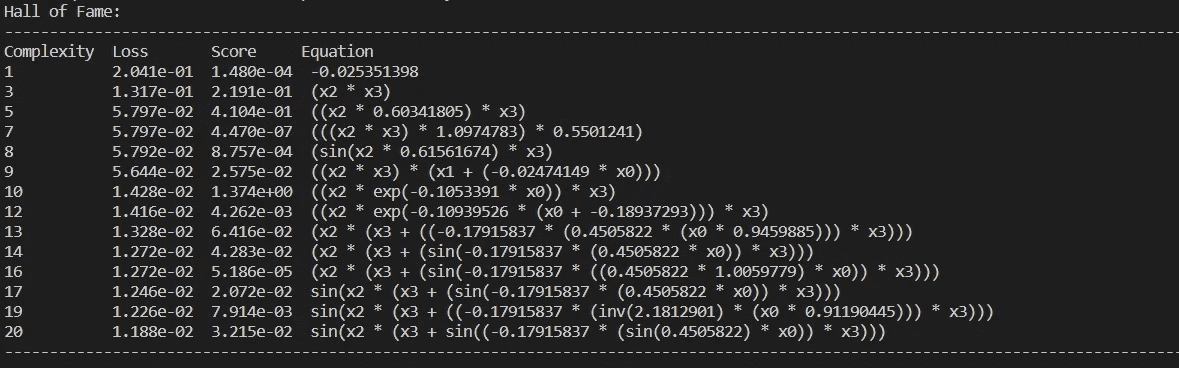 Hall of Fame:
-----------------------------------------------------------------------------------------------------------------------
Complexity  Loss       Score     Equation
1           2.041e-01  1.480e-04  -0.025351398
3           1.317e-01  2.191e-01  (x2 * x3)
5           5.797e-02  4.104e-01  ((x2 * 0.60341805) * x3)
7           5.797e-02  4.470e-07  (((x2 * x3) * 1.0974783) * 0.5501241)
8           5.792e-02  8.757e-04  (sin(x2 * 0.61561674) * x3)
9           5.644e-02  2.575e-02  ((x2 * x3) * (x1 + (-0.02474149 * x0)))
10          1.428e-02  1.374e+00  ((x2 * exp(-0.1053391 * x0)) * x3)
12          1.416e-02  4.262e-03  ((x2 * exp(-0.10939526 * (x0 + -0.18937293))) * x3)
13          1.328e-02  6.416e-02  (x2 * (x3 + ((-0.17915837 * (0.4505822 * (x0 * 0.9459885))) * x3)))
14          1.272e-02  4.283e-02  (x2 * (x3 + (sin(-0.17915837 * (0.4505822 * x0)) * x3)))
16          1.272e-02  5.186e-05  (x2 * (x3 + (sin(-0.17915837 * ((0.4505822 * 1.0059779) * x0)) * x3)))
17          1.246e-02  2.072e-02  sin(x2 * (x3 + (sin(-0.17915837 * (0.4505822 * x0)) * x3)))
19          1.226e-02  7.914e-03  sin(x2 * (x3 + ((-0.17915837 * (inv(2.1812901) * (x0 * 0.91190445))) * x3)))
20          1.188e-02  3.215e-02  sin(x2 * (x3 + sin((-0.17915837 * (sin(0.4505822) * x0)) * x3)))
-----------------------------------------------------------------------------------------------------------------------